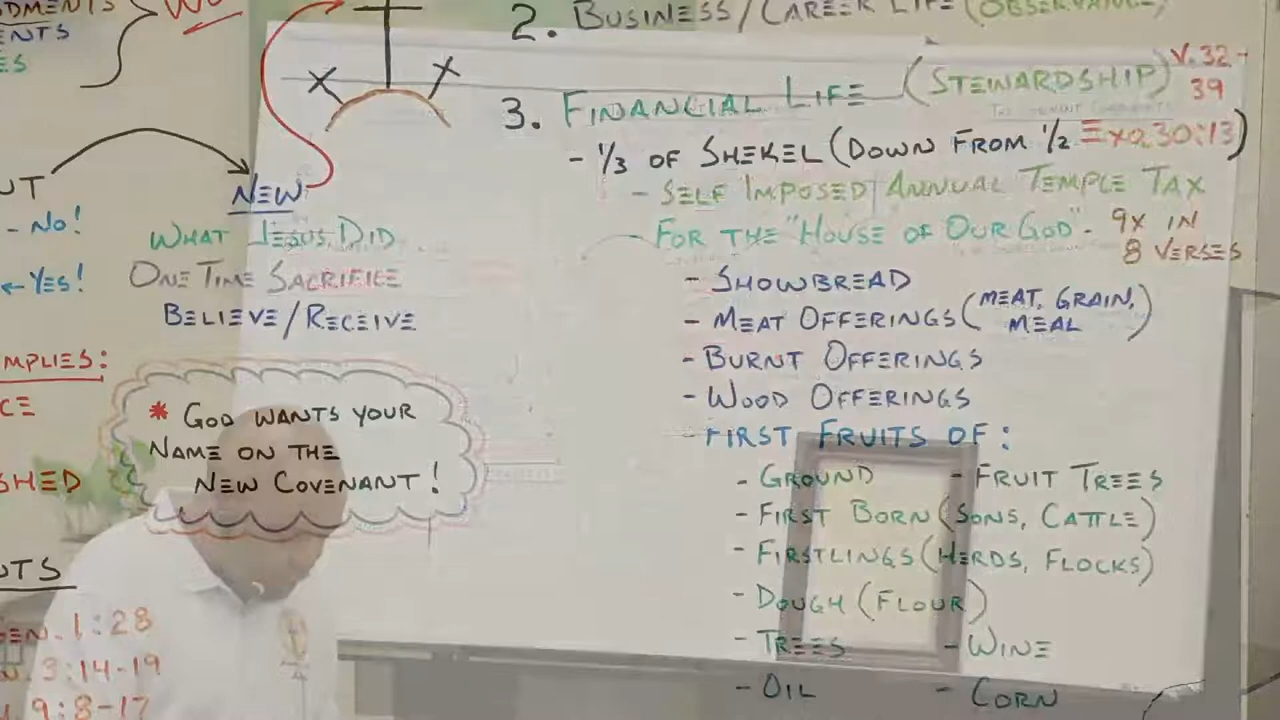 2. BUSINESS/CAREER LIFE (OBSERVANCE)
ENTS
ES
3. FINANCIAL LIFE (STEWARDSHIP) V.32-
39
- 1/3 OF SHEKEL (DOWN FROM 1/2 EXO.30:13)
- SELF IMPOSED ANNUAL TEMPLE TAX
FOR THE "HOUSE OF OUR GOD" - 9X IN
8 VERSES
- SHOWBREAD
- MEAT OFFERINGS (MEAT, GRAIN,
MEAL)
- BURNT OFFERINGS
- WOOD OFFERINGS
- FIRST FRUITS OF:
- GROUND - FRUIT TREES
- FIRST BORN (SONS, CATTLE)
- FIRSTLINGS (HERDS, FLOCKS)
- DOUGH (FLOUR)
- TREES - WINE
- OIL - CORN
NEW
- NO!
WHAT JESUS DID
← YES!
ONE TIME SACRIFICE
BELIEVE/RECEIVE
MPLIES:
CE
* GOD WANTS YOUR
NAME ON THE
NEW COVENANT!
SHED
NTS
EN. 1:28
. 3:14-19
. 9:8-17